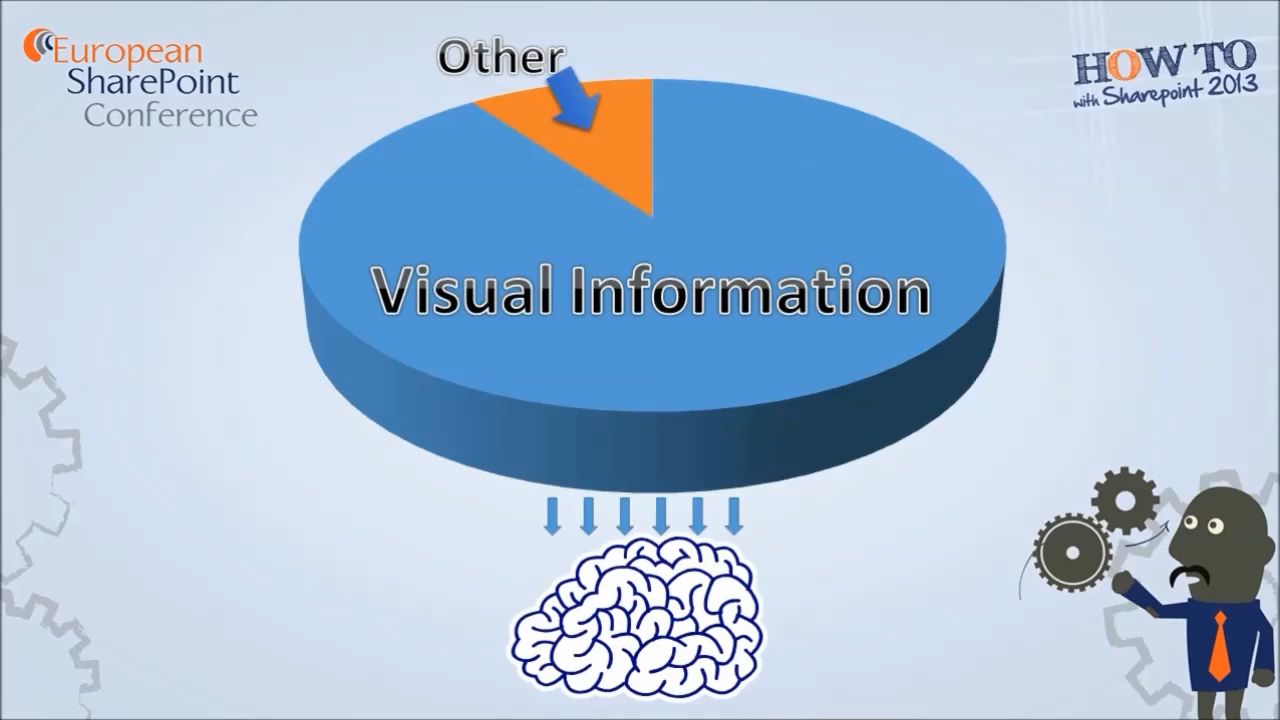 European
SharePoint
Conference
Other
HOW TO
with Sharepoint 2013
Visual Information